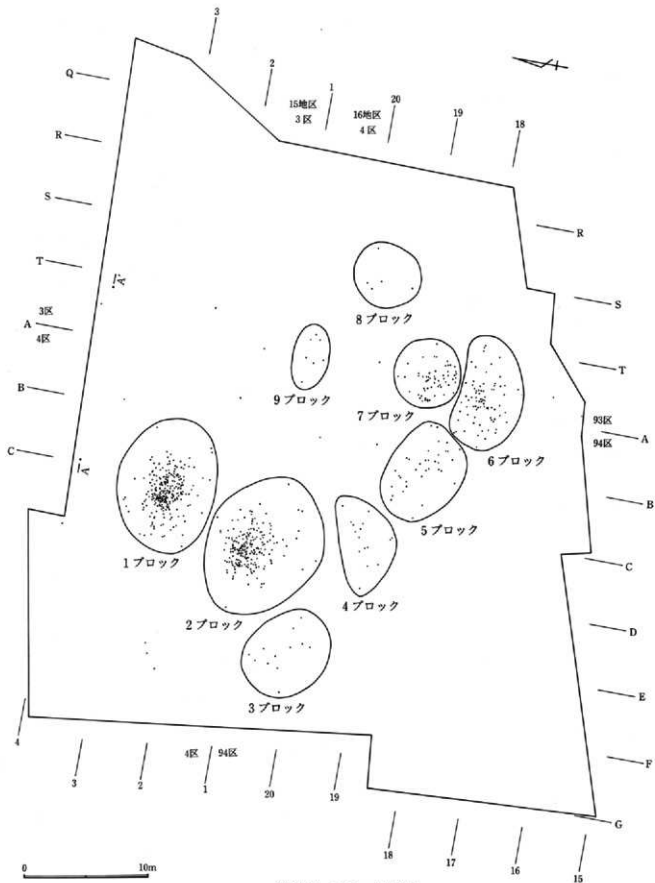 3
Q
2
15地区
3区
1
16地区
4区
20
19
18
R
S
T
A'
3区
A
4区
B
C
A
R
S
T
93区
A
94区
B
C
D
E
F
G
8ブロック
9ブロック
7ブロック
6ブロック
5ブロック
1ブロック
4ブロック
2ブロック
3ブロック
4
3
2
4区
94区
1
20
19
18
17
16
15
0
10m